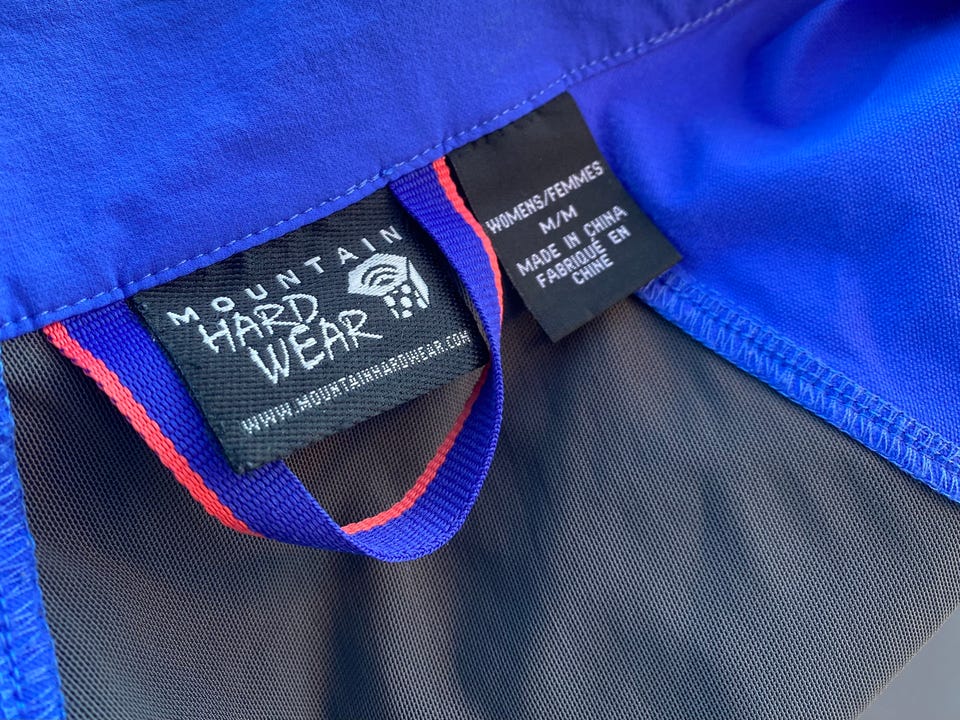 MOUNTAIN
HARD
WEAR
WWW.MOUNTAINHARDWEAR.COM
WOMENS/FEMMES
M/M
MADE IN CHINA
FABRIQUÉ EN
CHINE